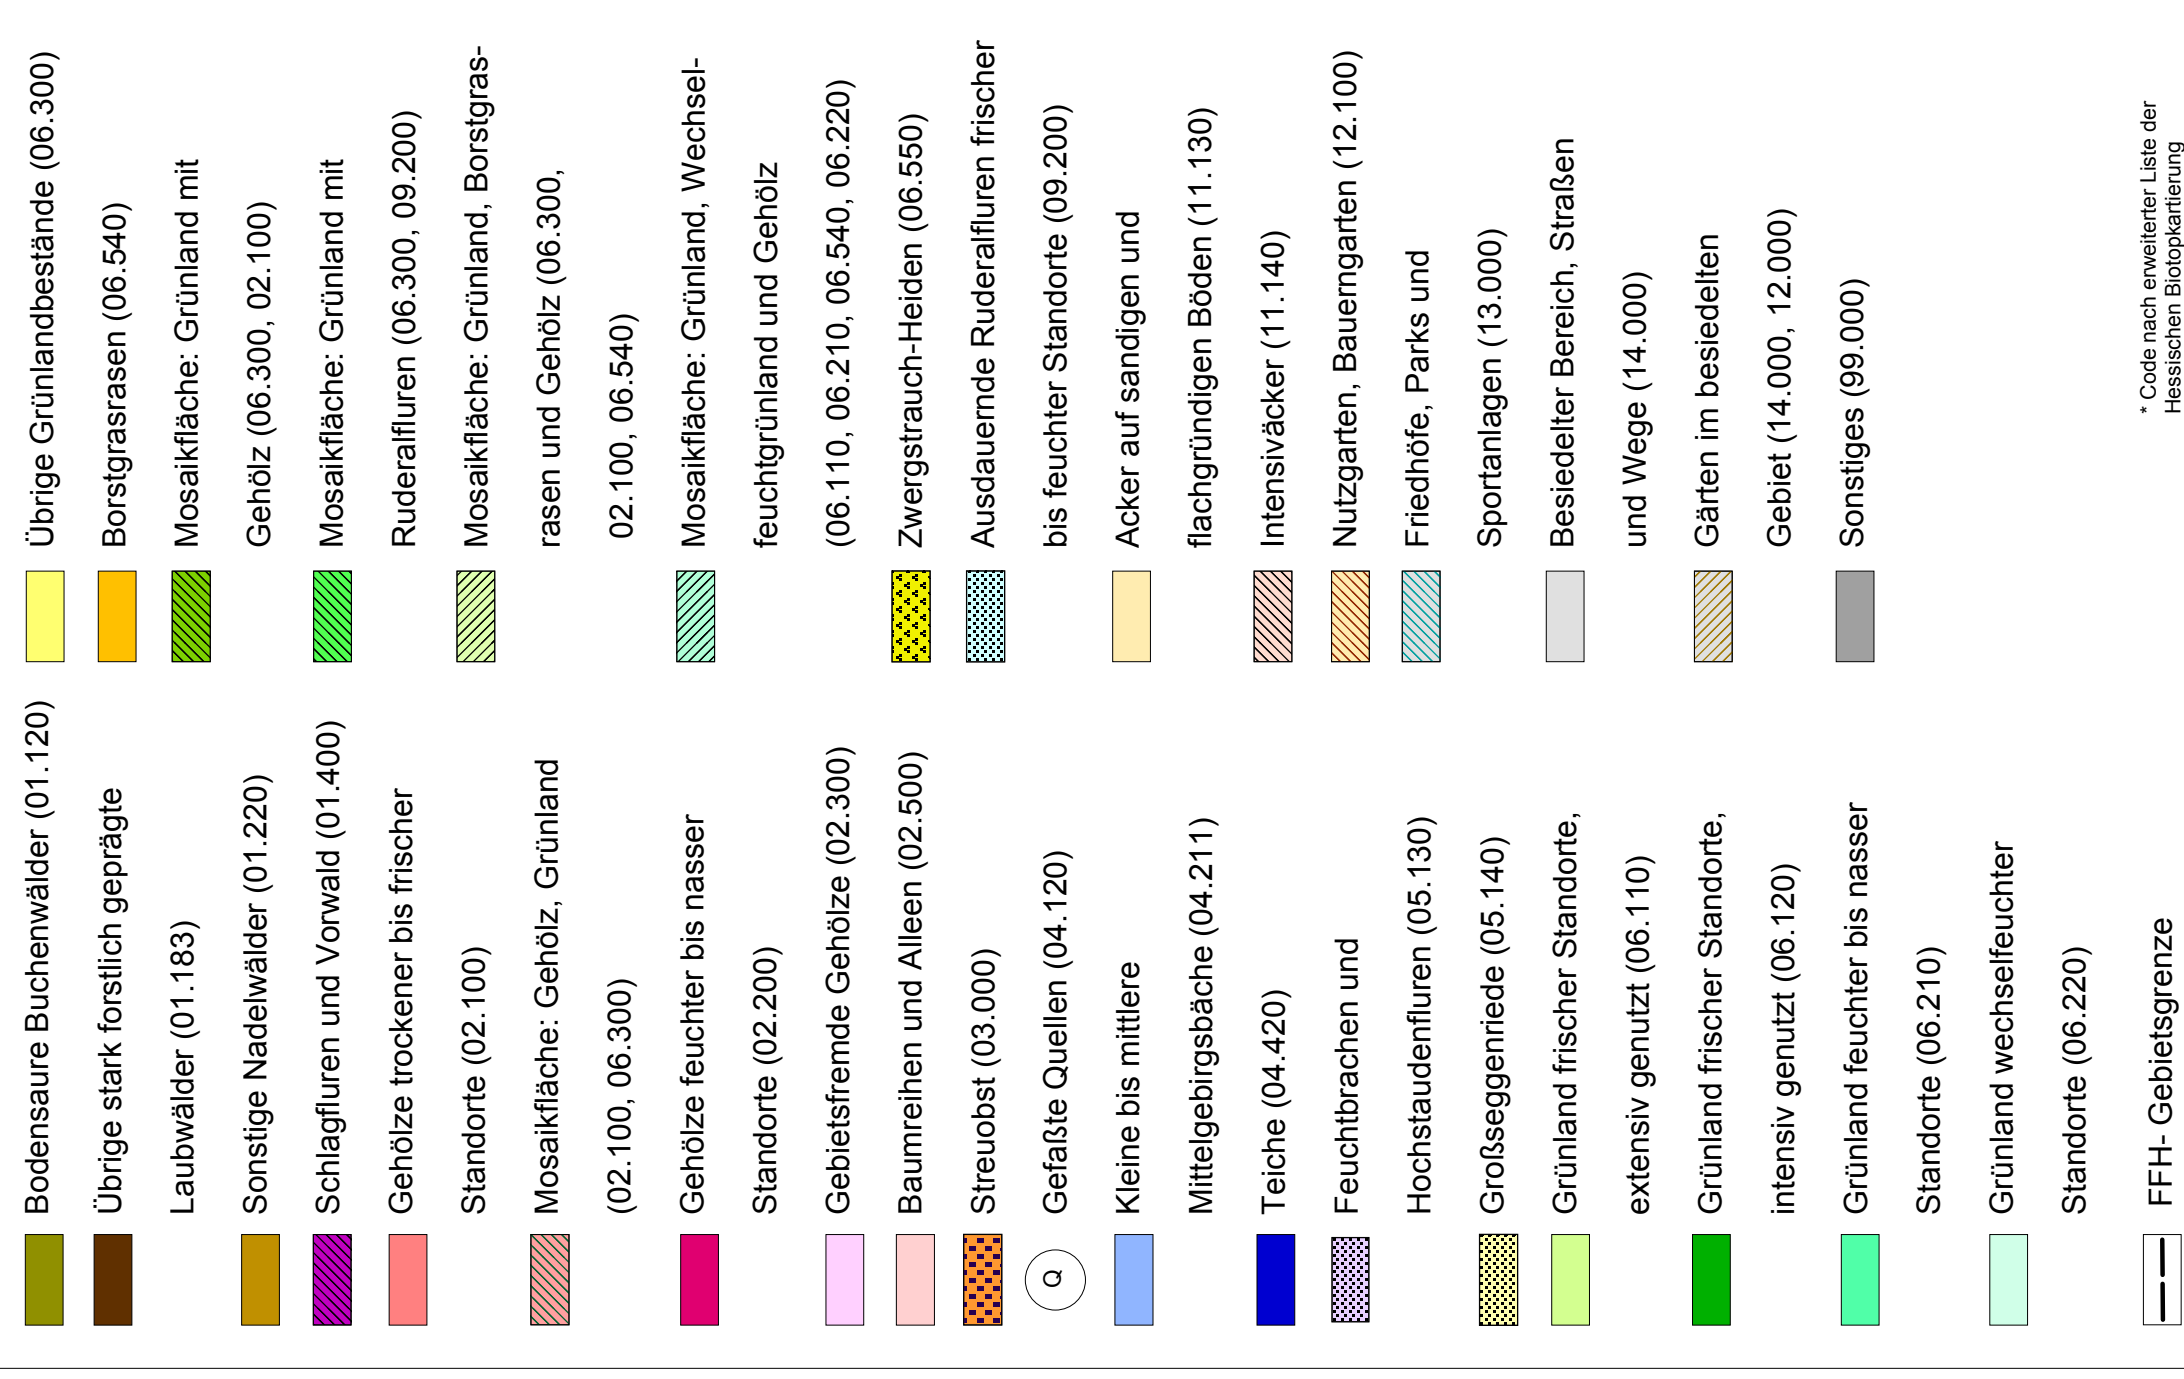 Bodensaure Buchenwälder (01.120)
Übrige stark forstlich geprägte
Laubwälder (01.183)
Sonstige Nadelwälder (01.220)
Schlagfluren und Vorwald (01.400)
Gehölze trockener bis frischer
Standorte (02.100)
Mosaikfläche: Gehölz, Grünland
(02.100, 06.300)
Gehölze feuchter bis nasser
Standorte (02.200)
Gebietsfremde Gehölze (02.300)
Baumreihen und Alleen (02.500)
Streuobst (03.000)
Q Gefaßte Quellen (04.120)
Kleine bis mittlere
Mittelgebirgsbäche (04.211)
Teiche (04.420)
Feuchtbrachen und
Hochstaudenfluren (05.130)
Großseggenriede (05.140)
Grünland frischer Standorte,
extensiv genutzt (06.110)
Grünland frischer Standorte,
intensiv genutzt (06.120)
Grünland feuchter bis nasser
Standorte (06.210)
Grünland wechselfeuchter
Standorte (06.220)
FFH- Gebietsgrenze
Übrige Grünlandbestände (06.300)
Borstgrasrasen (06.540)
Mosaikfläche: Grünland mit
Gehölz (06.300, 02.100)
Mosaikfläche: Grünland mit
Ruderalfluren (06.300, 09.200)
Mosaikfläche: Grünland, Borstgras-
rasen und Gehölz (06.300,
02.100, 06.540)
Mosaikfläche: Grünland, Wechsel-
feuchtgrünland und Gehölz
(06.110, 06.210, 06.540, 06.220)
Zwergstrauch-Heiden (06.550)
Ausdauernde Ruderalfluren frischer
bis feuchter Standorte (09.200)
Acker auf sandigen und
flachgründigen Böden (11.130)
Intensiväcker (11.140)
Nutzgarten, Bauerngarten (12.100)
Friedhöfe, Parks und
Sportanlagen (13.000)
Besiedelter Bereich, Straßen
und Wege (14.000)
Gärten im besiedelten
Gebiet (14.000, 12.000)
Sonstiges (99.000)
* Code nach erweiterter Liste der
Hessischen Biotopkartierung